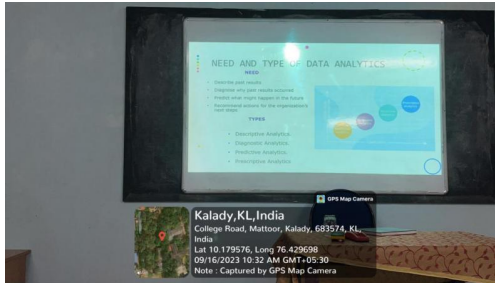 NEED AND TYPE OF DATA ANALYTICS
NEED
Describe past results
Diagnose why past results occurred
Predict what might happen in the future
Recommend actions for the organization's
next steps
TYPES
Descriptive Analytics.
Diagnostic Analytics.
Predictive Analytics.
Prescriptive Analytics
GPS Map Camera
Kalady,KL,India
College Road, Mattoor, Kalady, 683574, KL,
India
Lat 10.179576, Long 76.429698
09/16/2023 10:32 AM GMT+05:30
Note : Captured by GPS Map Camera